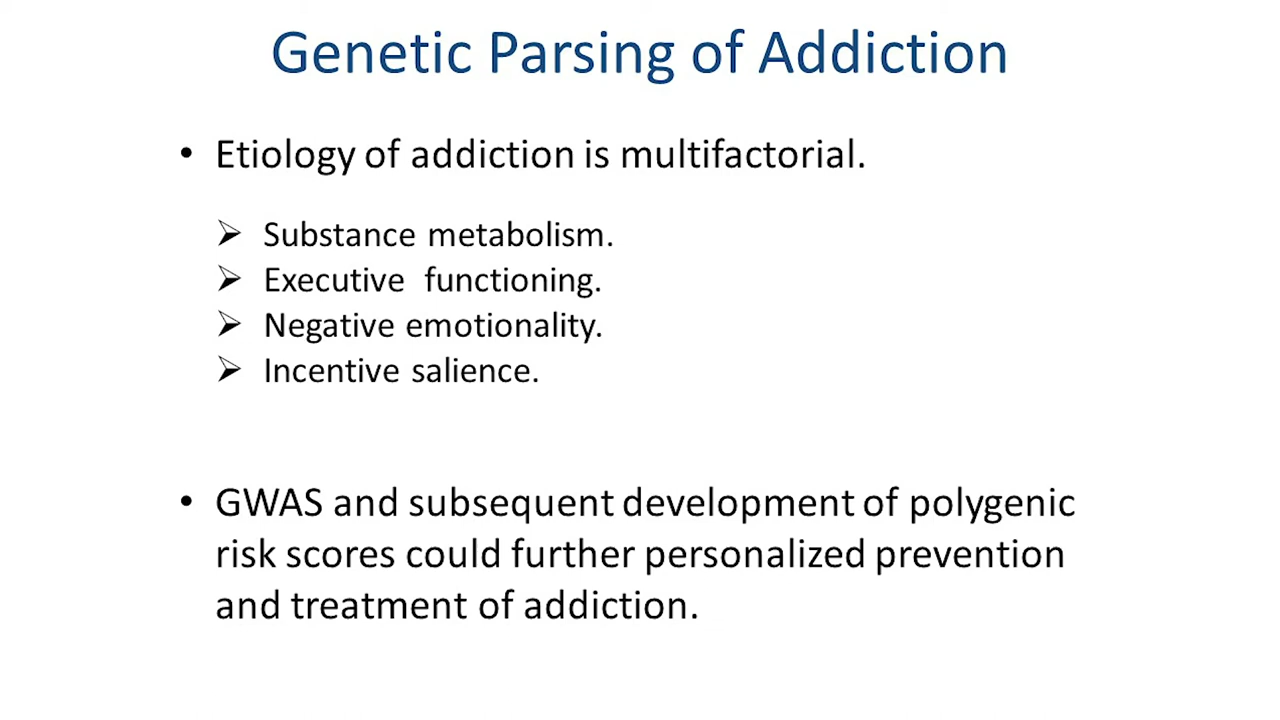 Genetic Parsing of Addiction
• Etiology of addiction is multifactorial.
➢ Substance metabolism.
➢ Executive functioning.
➢ Negative emotionality.
➢ Incentive salience.
• GWAS and subsequent development of polygenic
risk scores could further personalized prevention
and treatment of addiction.